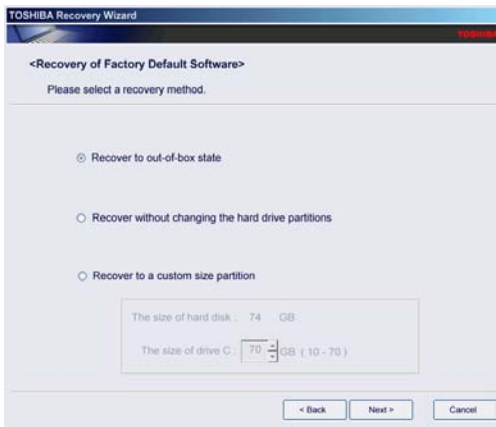 TOSHIBA Recovery Wizard
TOSHIBA
<Recovery of Factory Default Software>
Please select a recovery method.
Recover to out-of-box state
Recover without changing the hard drive partitions
Recover to a custom size partition
The size of hard disk : 74 GB
The size of drive C : 70 GB ( 10 - 70 )
< Back Next > Cancel